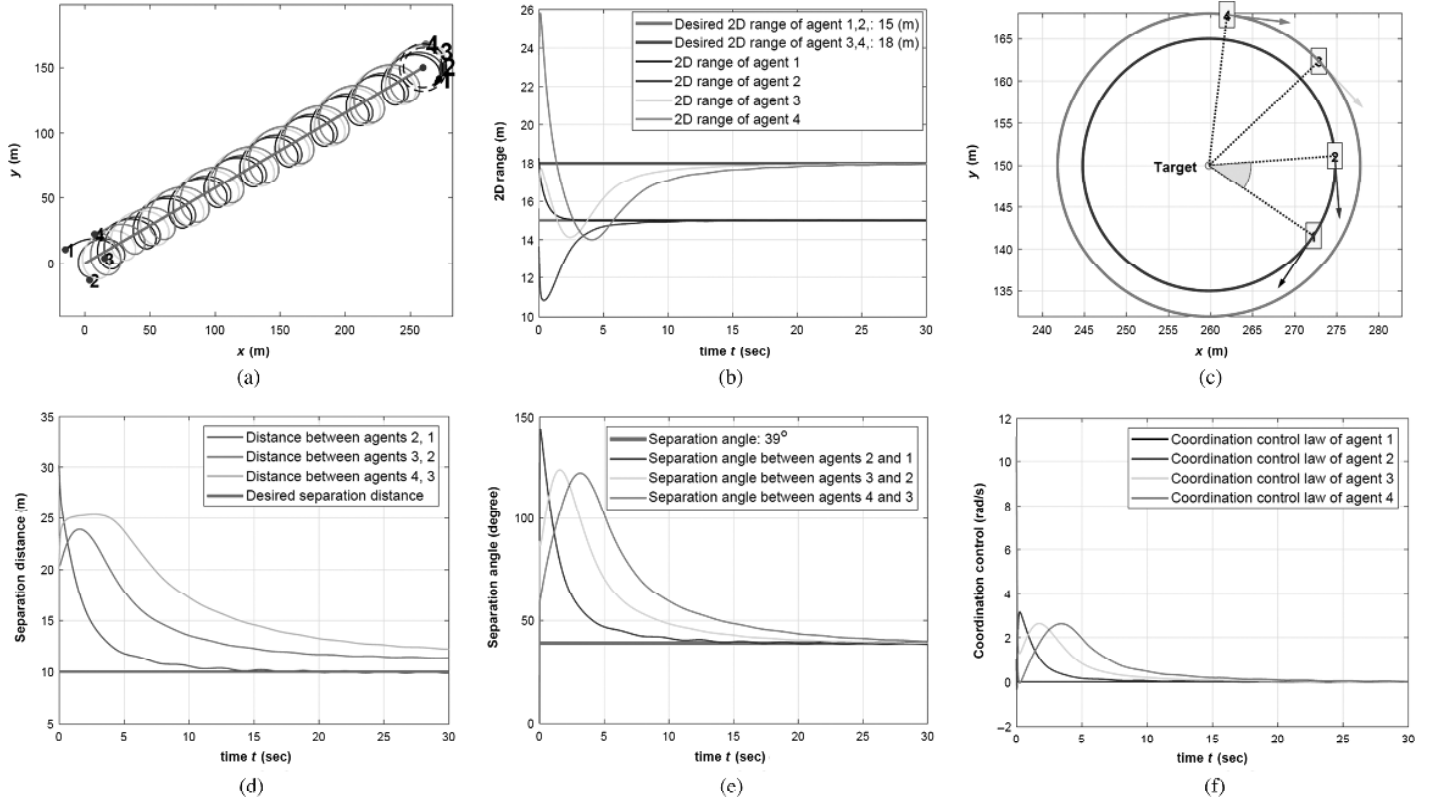 y (m)
150
100
50
0
0
50
100
150
200
250
x (m)
1
2
4
4
3
2
1
(a)
26
24
22
20
18
16
14
12
10
2D range (m)
Desired 2D range of agent 1,2,: 15 (m)
Desired 2D range of agent 3,4,: 18 (m)
2D range of agent 1
2D range of agent 2
2D range of agent 3
2D range of agent 4
0
5
10
15
20
25
30
time t (sec)
(b)
165
160
155
150
145
140
135
y (m)
4
3
2
Target
240
245
250
255
260
265
270
275
280
x (m)
(c)
35
30
25
20
15
10
5
Separation distance (m)
Distance between agents 2, 1
Distance between agents 3, 2
Distance between agents 4, 3
Desired separation distance
0
5
10
15
20
25
30
time t (sec)
(d)
150
100
50
0
Separation angle (degree)
Separation angle: 39°
Separation angle between agents 2 and 1
Separation angle between agents 3 and 2
Separation angle between agents 4 and 3
0
5
10
15
20
25
30
time t (sec)
(e)
12
10
8
6
4
2
0
−2
Coordination control (rad/s)
Coordination control law of agent 1
Coordination control law of agent 2
Coordination control law of agent 3
Coordination control law of agent 4
0
5
10
15
20
25
30
time t (sec)
(f)